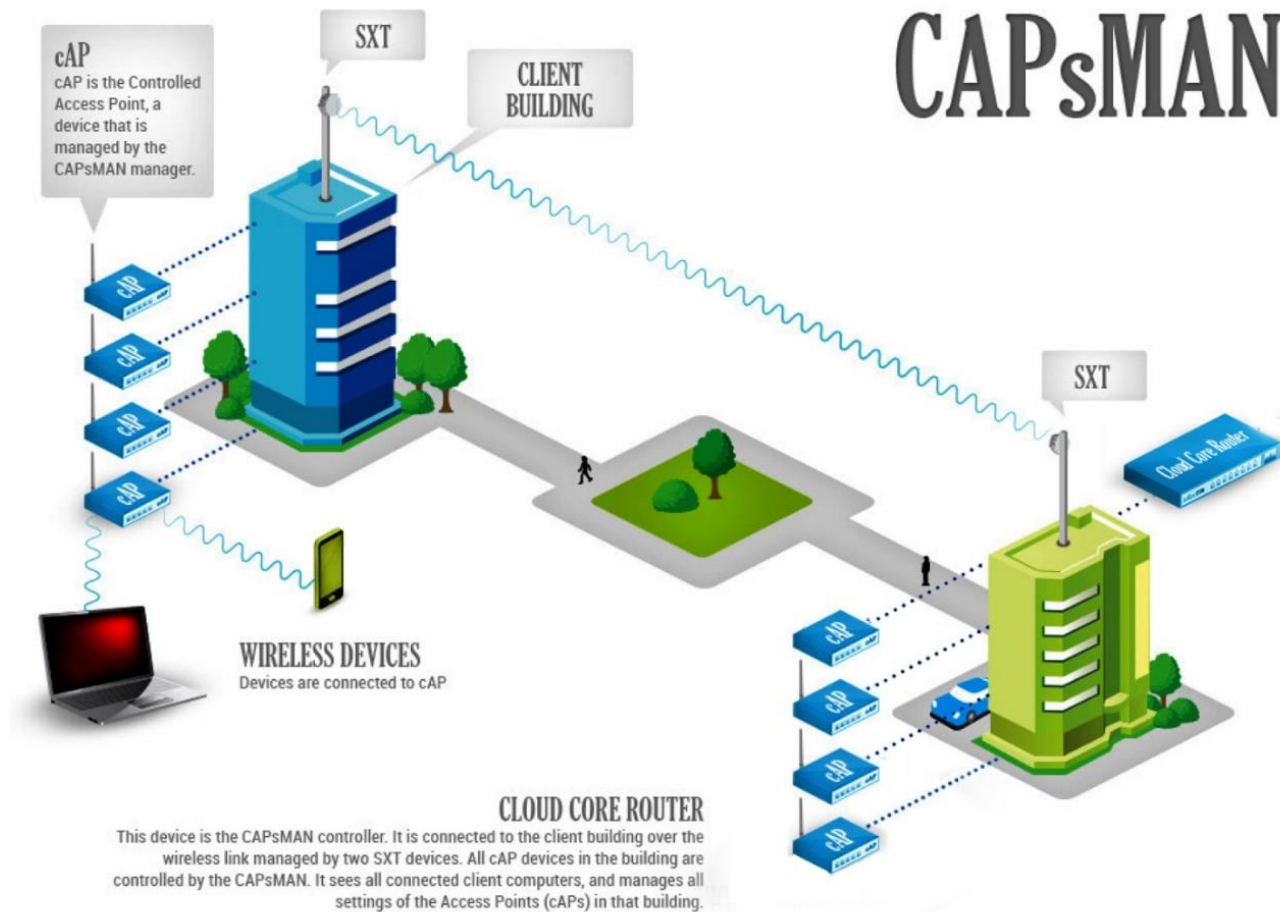 CAPsMAN
SXT
cAP
cAP is the Controlled
Access Point, a
device that is
managed by the
CAPsMAN manager.
CLIENT
BUILDING
cAP
cAP
cAP
cAP
SXT
Cloud Core Router
WIRELESS DEVICES
Devices are connected to cAP
cAP
cAP
cAP
cAP
CLOUD CORE ROUTER
This device is the CAPsMAN controller. It is connected to the client building over the
wireless link managed by two SXT devices. All cAP devices in the building are
controlled by the CAPsMAN. It sees all connected client computers, and manages all
settings of the Access Points (cAPs) in that building.